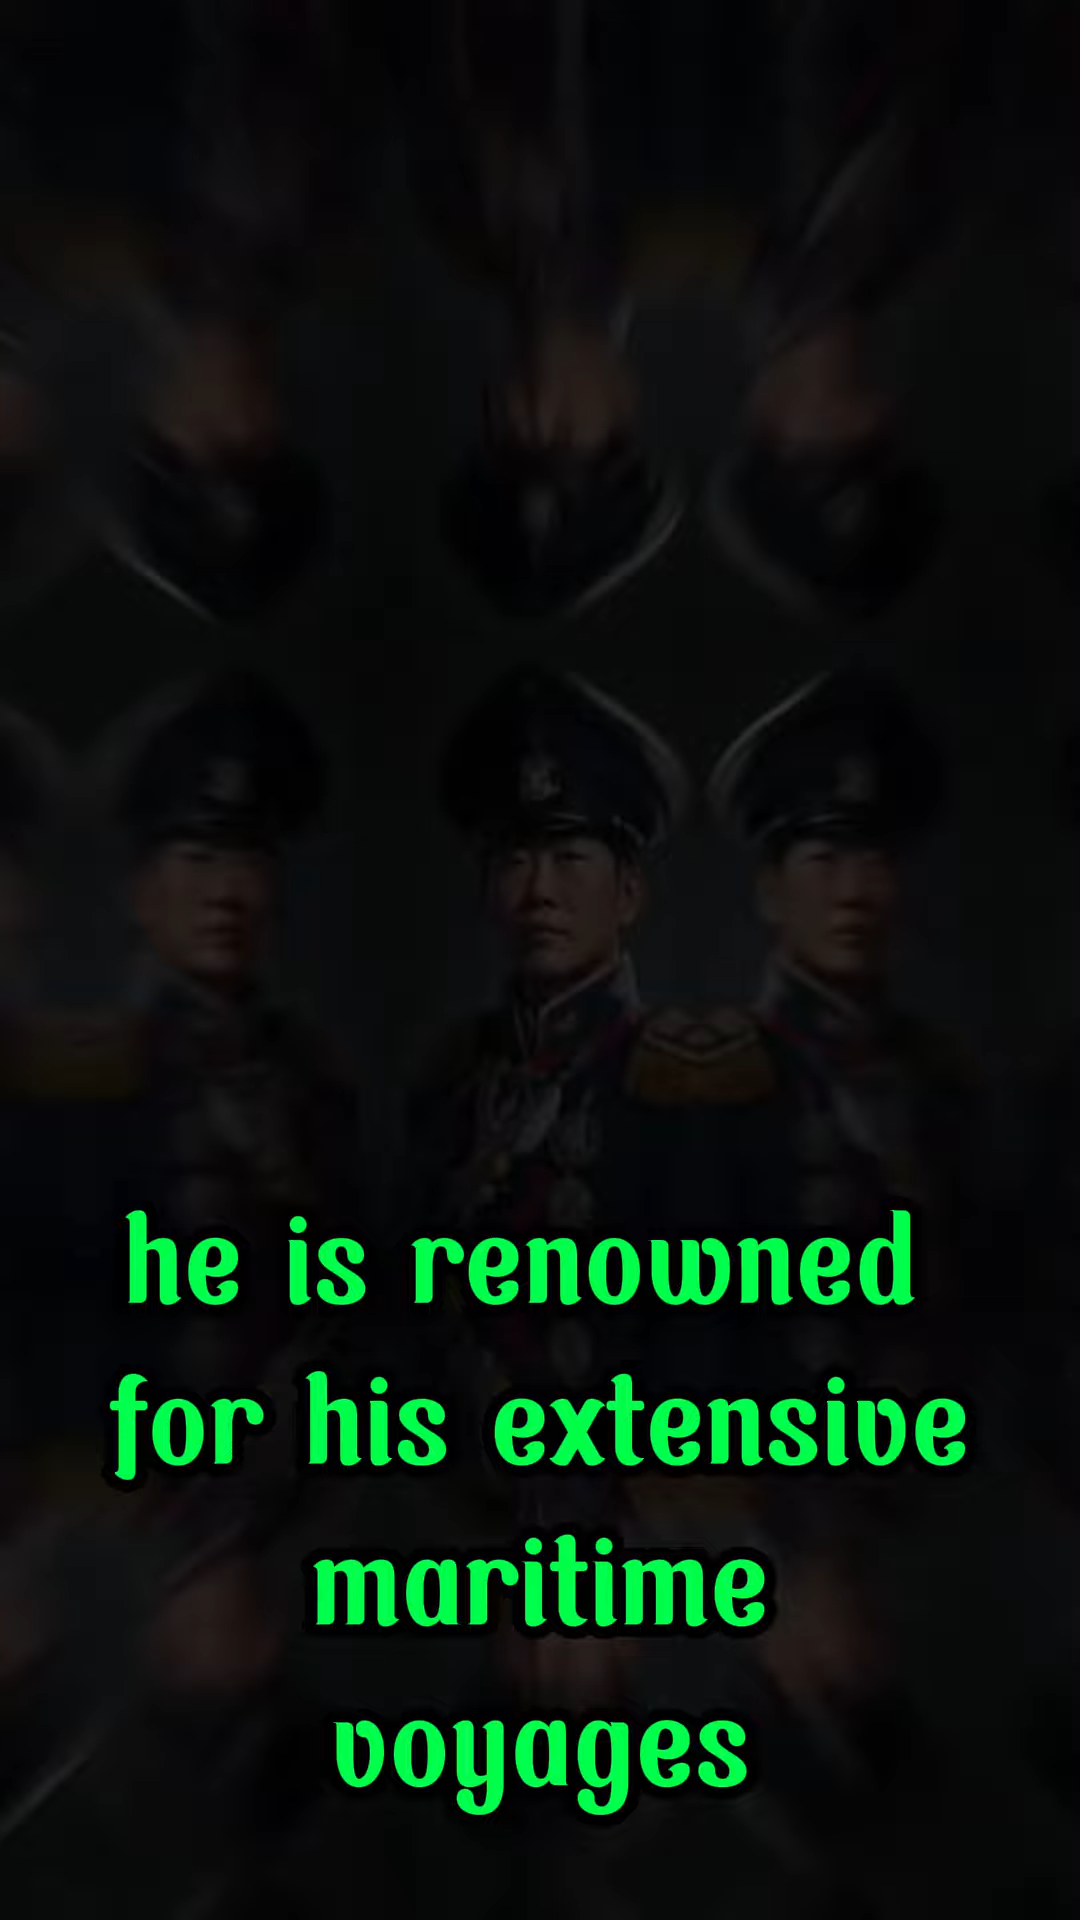 he is renowned
for his extensive
maritime
voyages